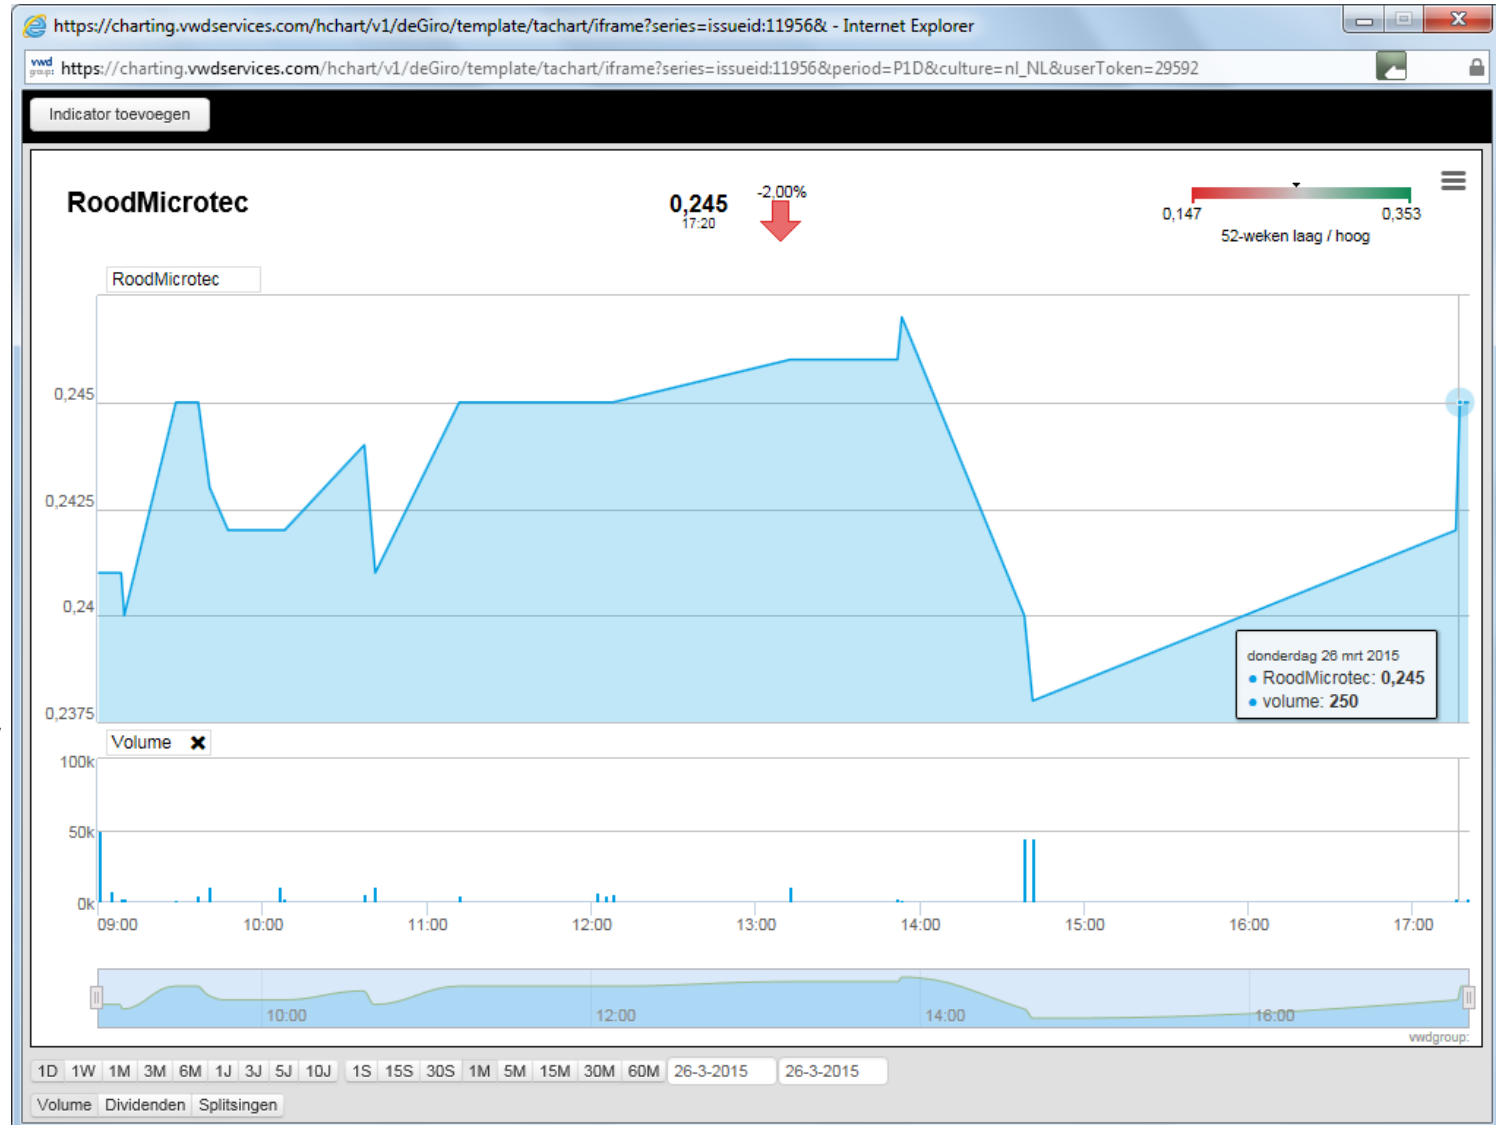 https://charting.vwdservices.com/hchart/v1/deGiro/template/tachart/iframe?series=issueid:11956& - Internet Explorer
vwd group: https://charting.vwdservices.com/hchart/v1/deGiro/template/tachart/iframe?series=issueid:11956&period=P1D&culture=nl_NL&userToken=29592
Indicator toevoegen
RoodMicrotec
0,245
17:20
-2,00%
0,147 0,353
52-weken laag / hoog
RoodMicrotec
0,245
0,2425
0,24
0,2375
donderdag 26 mrt 2015
RoodMicrotec: 0,245
volume: 250
Volume
100k
50k
0k
09:00 10:00 11:00 12:00 13:00 14:00 15:00 16:00 17:00
10:00 12:00 14:00 16:00
vwdgroup:
1D 1W 1M 3M 6M 1J 3J 5J 10J 1S 15S 30S 1M 5M 15M 30M 60M 26-3-2015 26-3-2015
Volume Dividenden Splitsingen